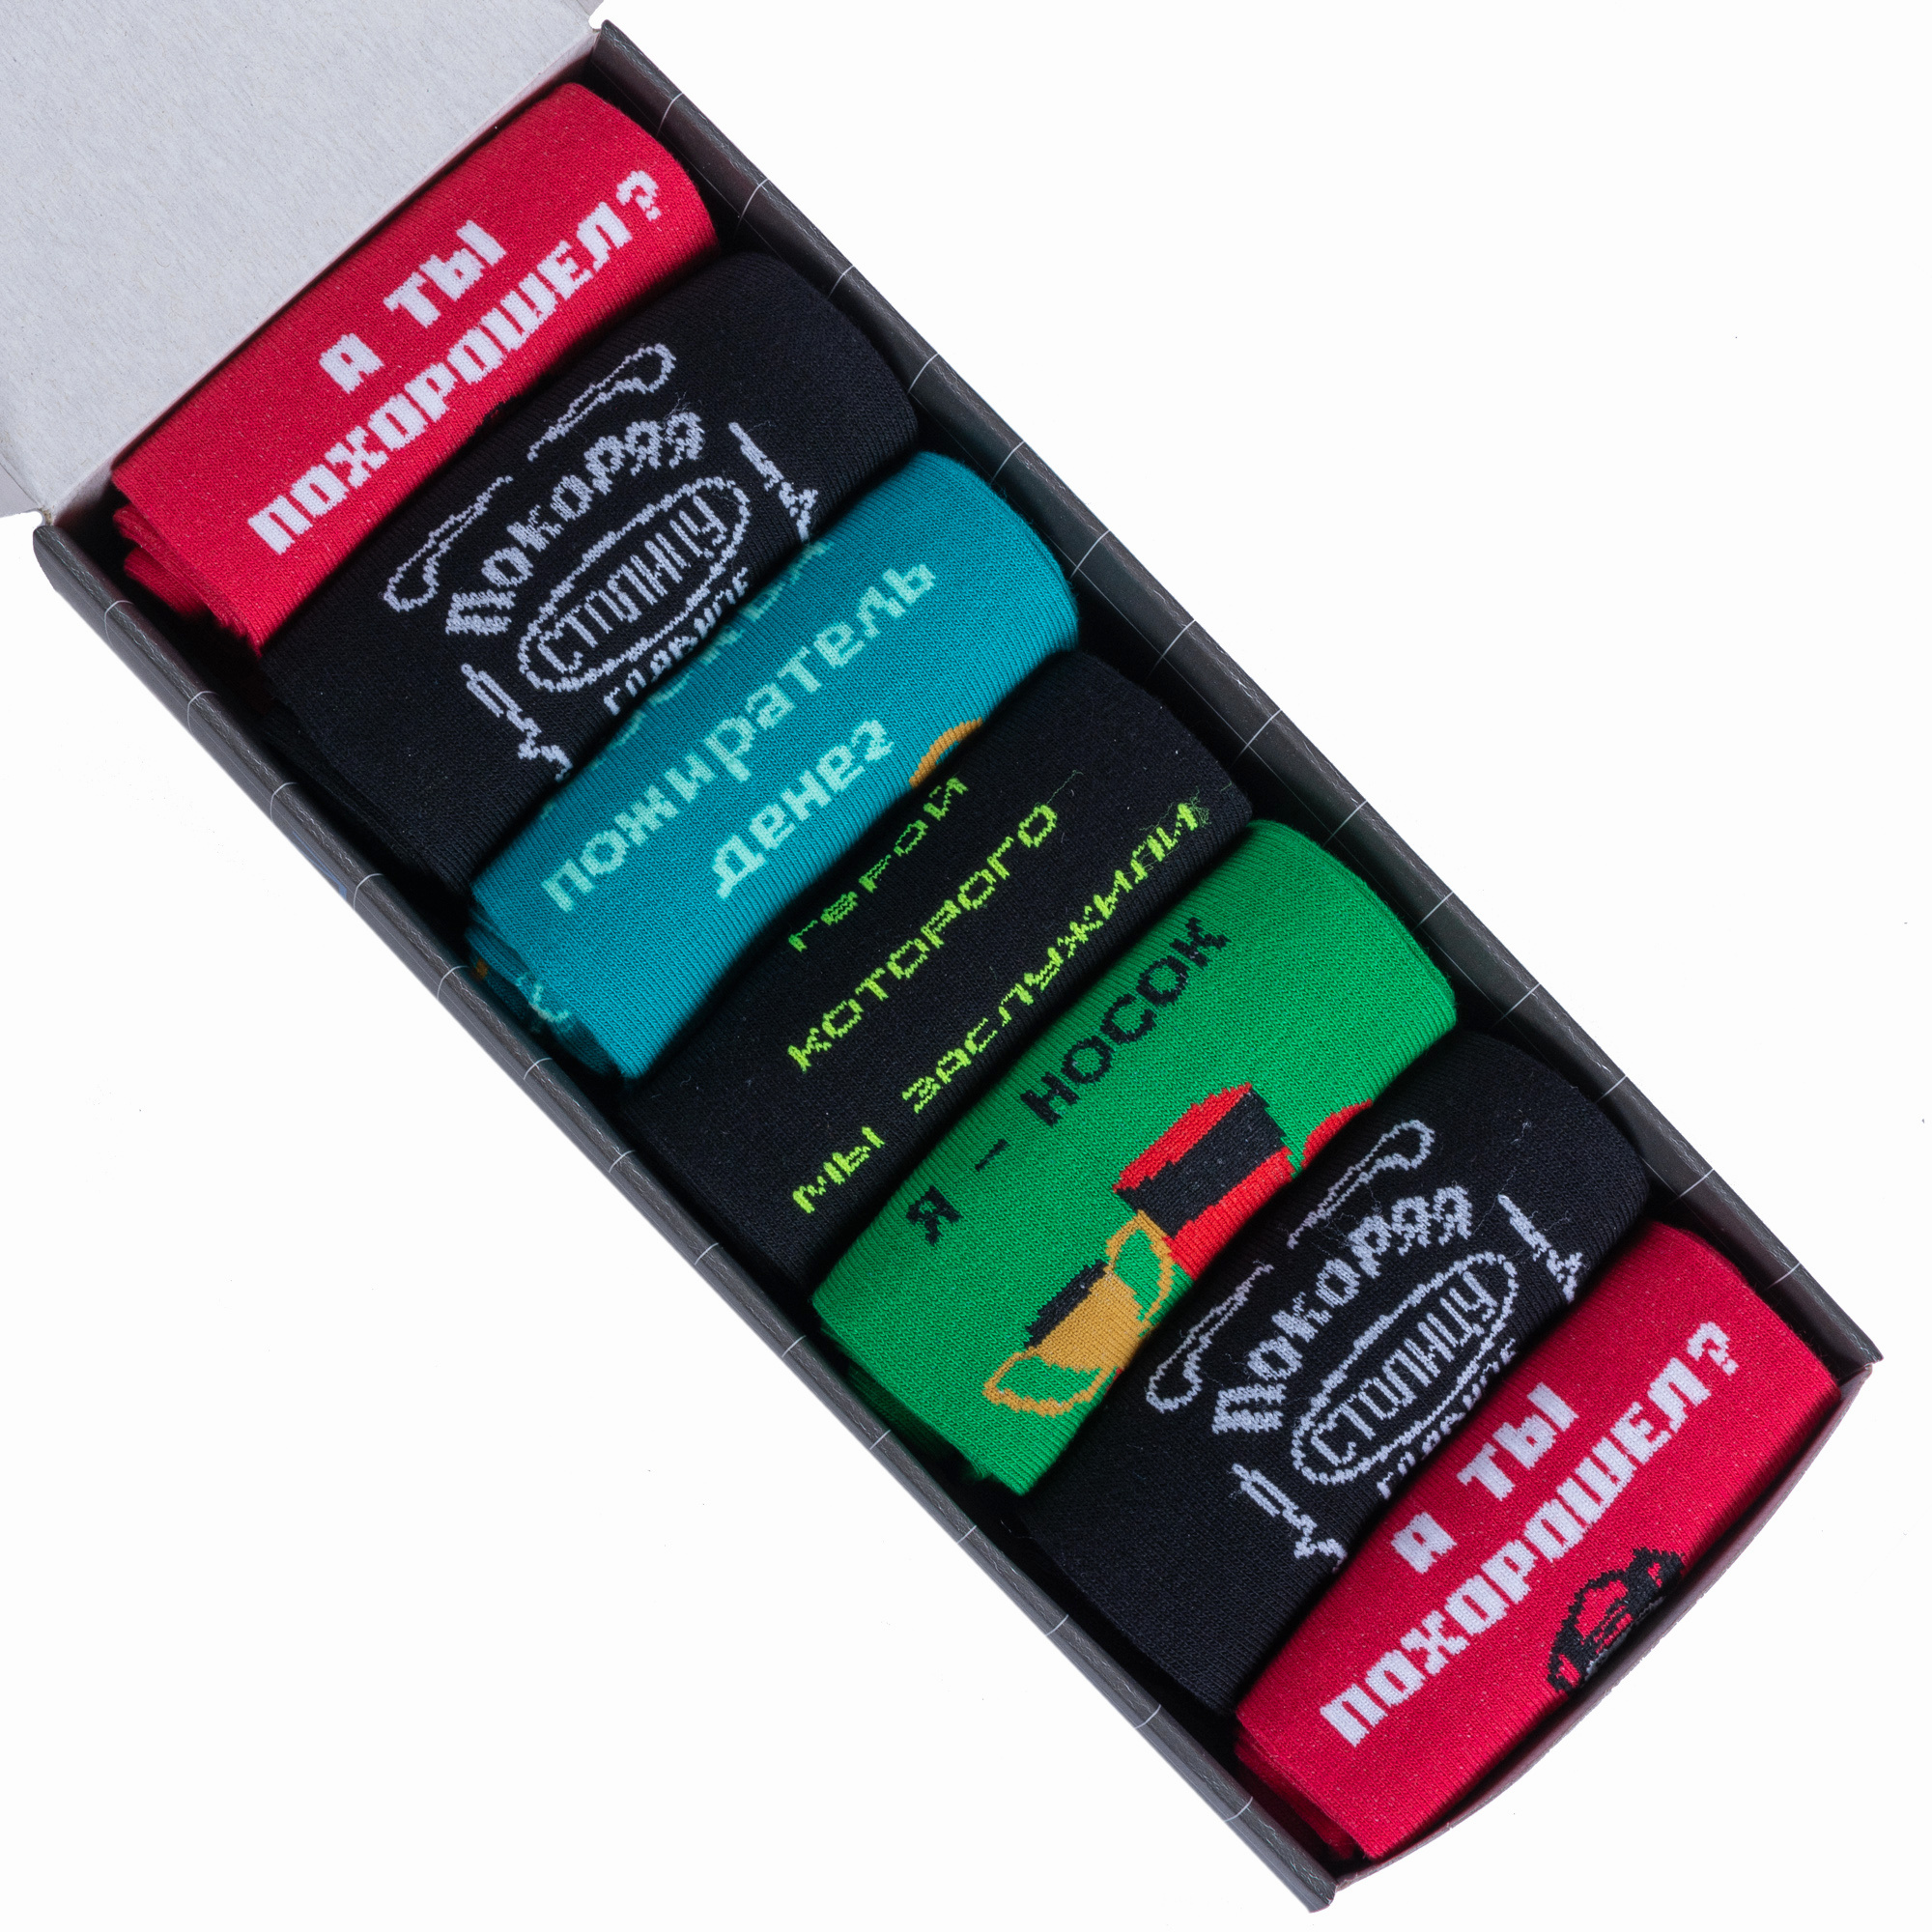 А ТЫ
ПОХОРОШЕЛ?
Покоряя
СТОЛИЦУ
пожиратель
денег
ГЕРОЙ
КОТОРОГО
МЫ ЗАСЛУЖИЛИ
Я – НОСОК
Покоряя
СТОЛИЦУ
А ТЫ
ПОХОРОШЕЛ?